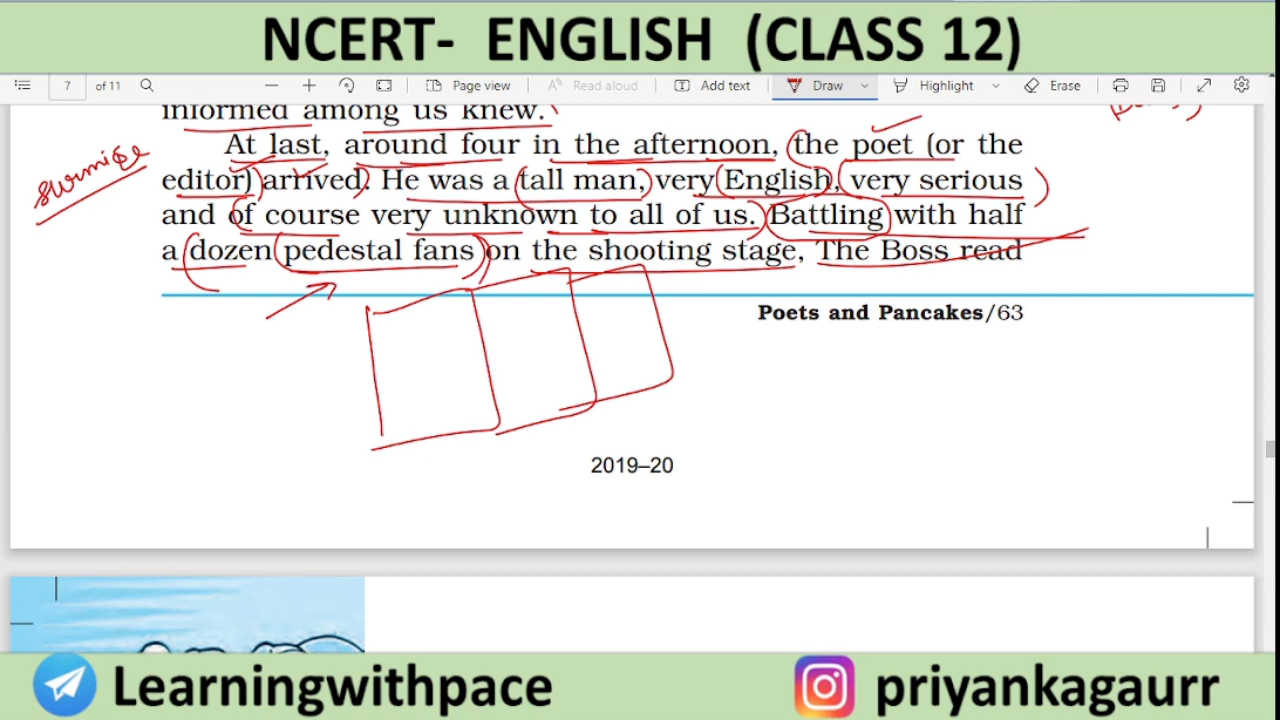 NCERT- ENGLISH (CLASS 12)
7 of 11 Page view Read aloud Add text Draw Highlight Erase
informed among us knew.
At last, around four in the afternoon, the poet (or the
editor) arrived. He was a tall man, very English, very serious
and of course very unknown to all of us. Battling with half
a dozen pedestal fans on the shooting stage, The Boss read
surmise
Poets and Pancakes/63
2019–20
Learningwithpace priyankagaurr